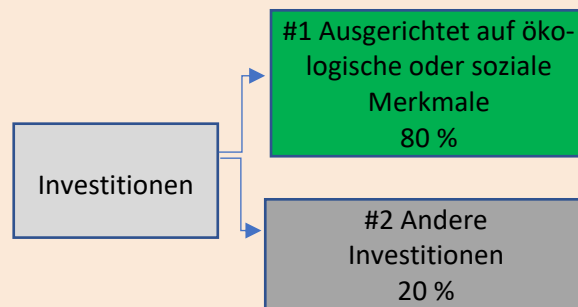 #1 Ausgerichtet auf öko-
logische oder soziale
Merkmale
80 %
Investitionen
#2 Andere
Investitionen
20 %